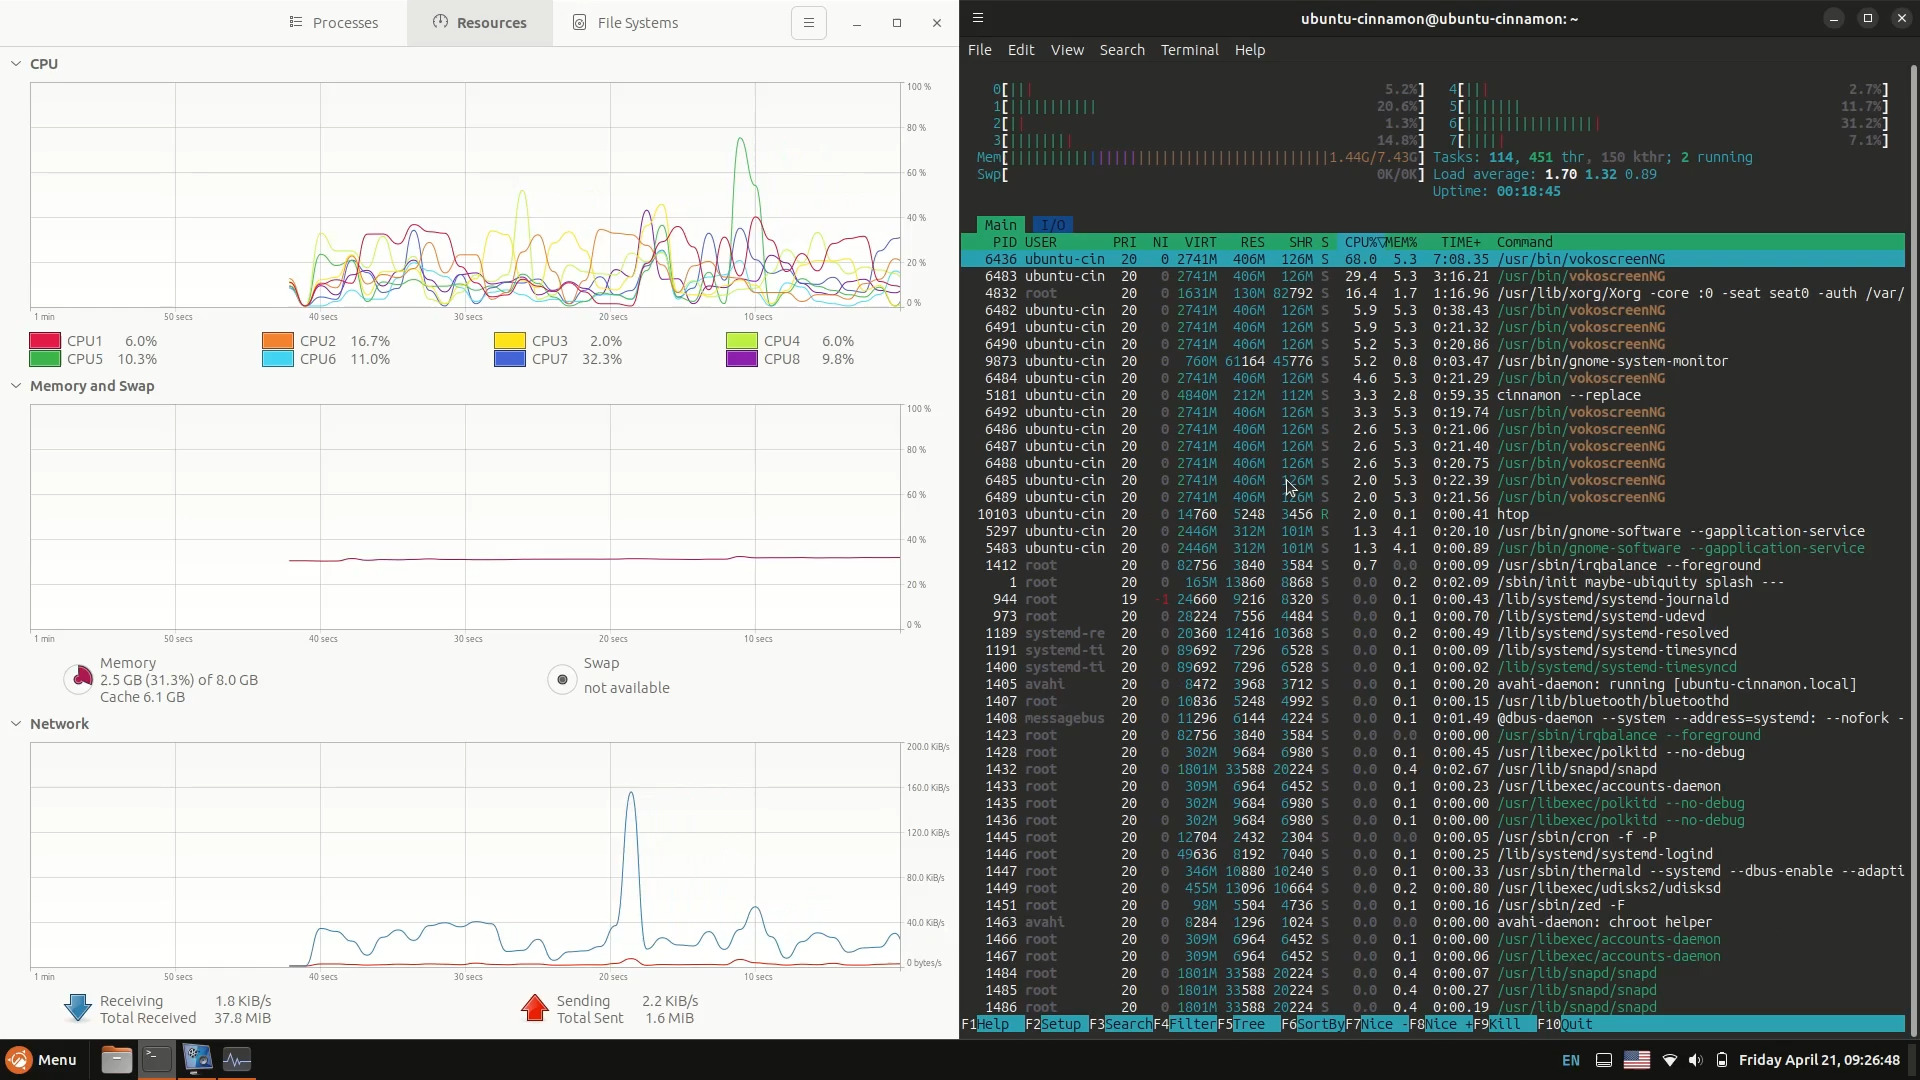 Processes
Resources
File Systems
CPU
100 %
80 %
60 %
40 %
20 %
0 %
1 min 50 secs 40 secs 30 secs 20 secs 10 secs
CPU1 6.0% CPU2 16.7% CPU3 2.0% CPU4 6.0%
CPU5 10.3% CPU6 11.0% CPU7 32.3% CPU8 9.8%
Memory and Swap
100 %
80 %
60 %
40 %
20 %
0 %
1 min 50 secs 40 secs 30 secs 20 secs 10 secs
Memory
2.5 GB (31.3%) of 8.0 GB
Cache 6.1 GB
Swap
not available
Network
200.0 KiB/s
160.0 KiB/s
120.0 KiB/s
80.0 KiB/s
40.0 KiB/s
0 bytes/s
1 min 50 secs 40 secs 30 secs 20 secs 10 secs
Receiving 1.8 KiB/s
Total Received 37.8 MiB
Sending 2.2 KiB/s
Total Sent 1.6 MiB
ubuntu-cinnamon@ubuntu-cinnamon: ~
File Edit View Search Terminal Help
0[||| 5.2%] 4[||| 2.7%]
1[||||||||||| 20.6%] 5[||||||| 11.7%]
2[|| 1.3%] 6[||||||||||||||||| 31.2%]
3[|||||||| 14.8%] 7[||||| 7.1%]
Mem[||||||||||||||||||||||||||||||||||||||||1.44G/7.43G] Tasks: 114, 451 thr, 150 kthr; 2 running
Swp[ 0K/0K] Load average: 1.70 1.32 0.89
Uptime: 00:18:45
Main I/O
PID USER PRI NI VIRT RES SHR S CPU%▽MEM% TIME+ Command
6436 ubuntu-cin 20 0 2741M 406M 126M S 68.0 5.3 7:08.35 /usr/bin/vokoscreenNG
6483 ubuntu-cin 20 0 2741M 406M 126M S 29.4 5.3 3:16.21 /usr/bin/vokoscreenNG
4832 root 20 0 1631M 130M 82792 S 16.4 1.7 1:16.96 /usr/lib/xorg/Xorg -core :0 -seat seat0 -auth /var/
6482 ubuntu-cin 20 0 2741M 406M 126M S 5.9 5.3 0:38.43 /usr/bin/vokoscreenNG
6491 ubuntu-cin 20 0 2741M 406M 126M S 5.9 5.3 0:21.32 /usr/bin/vokoscreenNG
6490 ubuntu-cin 20 0 2741M 406M 126M S 5.2 5.3 0:20.86 /usr/bin/vokoscreenNG
9873 ubuntu-cin 20 0 760M 61164 45776 S 5.2 0.8 0:03.47 /usr/bin/gnome-system-monitor
6484 ubuntu-cin 20 0 2741M 406M 126M S 4.6 5.3 0:21.29 /usr/bin/vokoscreenNG
5181 ubuntu-cin 20 0 4840M 212M 112M S 3.3 2.8 0:59.35 cinnamon --replace
6492 ubuntu-cin 20 0 2741M 406M 126M S 3.3 5.3 0:19.74 /usr/bin/vokoscreenNG
6486 ubuntu-cin 20 0 2741M 406M 126M S 2.6 5.3 0:21.06 /usr/bin/vokoscreenNG
6487 ubuntu-cin 20 0 2741M 406M 126M S 2.6 5.3 0:21.40 /usr/bin/vokoscreenNG
6488 ubuntu-cin 20 0 2741M 406M 126M S 2.6 5.3 0:20.75 /usr/bin/vokoscreenNG
6485 ubuntu-cin 20 0 2741M 406M 126M S 2.0 5.3 0:22.39 /usr/bin/vokoscreenNG
6489 ubuntu-cin 20 0 2741M 406M 126M S 2.0 5.3 0:21.56 /usr/bin/vokoscreenNG
10103 ubuntu-cin 20 0 14760 5248 3456 R 2.0 0.1 0:00.41 htop
5297 ubuntu-cin 20 0 2446M 312M 101M S 1.3 4.1 0:20.10 /usr/bin/gnome-software --gapplication-service
5483 ubuntu-cin 20 0 2446M 312M 101M S 1.3 4.1 0:00.89 /usr/bin/gnome-software --gapplication-service
1412 root 20 0 82756 3840 3584 S 0.7 0.0 0:00.09 /usr/sbin/irqbalance --foreground
1 root 20 0 165M 13860 8868 S 0.0 0.2 0:02.09 /sbin/init maybe-ubiquity splash ---
944 root 19 -1 24660 9216 8320 S 0.0 0.1 0:00.43 /lib/systemd/systemd-journald
973 root 20 0 28224 7556 4484 S 0.0 0.1 0:00.70 /lib/systemd/systemd-udevd
1189 systemd-re 20 0 20360 12416 10368 S 0.0 0.2 0:00.49 /lib/systemd/systemd-resolved
1191 systemd-ti 20 0 89692 7296 6528 S 0.0 0.1 0:00.08 /lib/systemd/systemd-timesyncd
1400 systemd-ti 20 0 89692 7296 6528 S 0.0 0.1 0:00.02 /lib/systemd/systemd-timesyncd
1405 avahi 20 0 8472 3968 3712 S 0.0 0.1 0:00.20 avahi-daemon: running [ubuntu-cinnamon.local]
1407 root 20 0 10836 5248 4992 S 0.0 0.1 0:00.15 /usr/lib/bluetooth/bluetoothd
1408 messagebus 20 0 11296 6144 4224 S 0.0 0.1 0:01.49 @dbus-daemon --system --address=systemd: --nofork -
1423 root 20 0 82756 3840 3584 S 0.0 0.0 0:00.00 /usr/sbin/irqbalance --foreground
1428 root 20 0 302M 9684 6980 S 0.0 0.1 0:00.45 /usr/libexec/polkitd --no-debug
1432 root 20 0 1801M 33588 20224 S 0.0 0.4 0:02.67 /usr/lib/snapd/snapd
1433 root 20 0 309M 6964 6452 S 0.0 0.1 0:00.23 /usr/libexec/accounts-daemon
1435 root 20 0 302M 9684 6980 S 0.0 0.1 0:00.00 /usr/libexec/polkitd --no-debug
1436 root 20 0 302M 9684 6980 S 0.0 0.1 0:00.00 /usr/libexec/polkitd --no-debug
1445 root 20 0 12704 2432 2304 S 0.0 0.0 0:00.05 /usr/sbin/cron -f -P
1446 root 20 0 49636 8192 7040 S 0.0 0.1 0:00.25 /lib/systemd/systemd-logind
1447 root 20 0 346M 10880 10240 S 0.0 0.1 0:00.33 /usr/sbin/thermald --systemd --dbus-enable --adapti
1449 root 20 0 455M 13096 10664 S 0.0 0.2 0:00.80 /usr/libexec/udisks2/udisksd
1451 root 20 0 98M 5504 4736 S 0.0 0.1 0:00.16 /usr/sbin/zed -F
1463 avahi 20 0 8284 1296 1024 S 0.0 0.0 0:00.00 avahi-daemon: chroot helper
1466 root 20 0 309M 6964 6452 S 0.0 0.1 0:00.00 /usr/libexec/accounts-daemon
1467 root 20 0 309M 6964 6452 S 0.0 0.1 0:00.06 /usr/libexec/accounts-daemon
1484 root 20 0 1801M 33588 20224 S 0.0 0.4 0:00.07 /usr/lib/snapd/snapd
1485 root 20 0 1801M 33588 20224 S 0.0 0.4 0:00.27 /usr/lib/snapd/snapd
1486 root 20 0 1801M 33588 20224 S 0.0 0.4 0:00.19 /usr/lib/snapd/snapd
F1Help F2Setup F3SearchF4FilterF5Tree F6SortByF7Nice -F8Nice +F9Kill F10Quit
Menu
EN
Friday April 21, 09:26:48